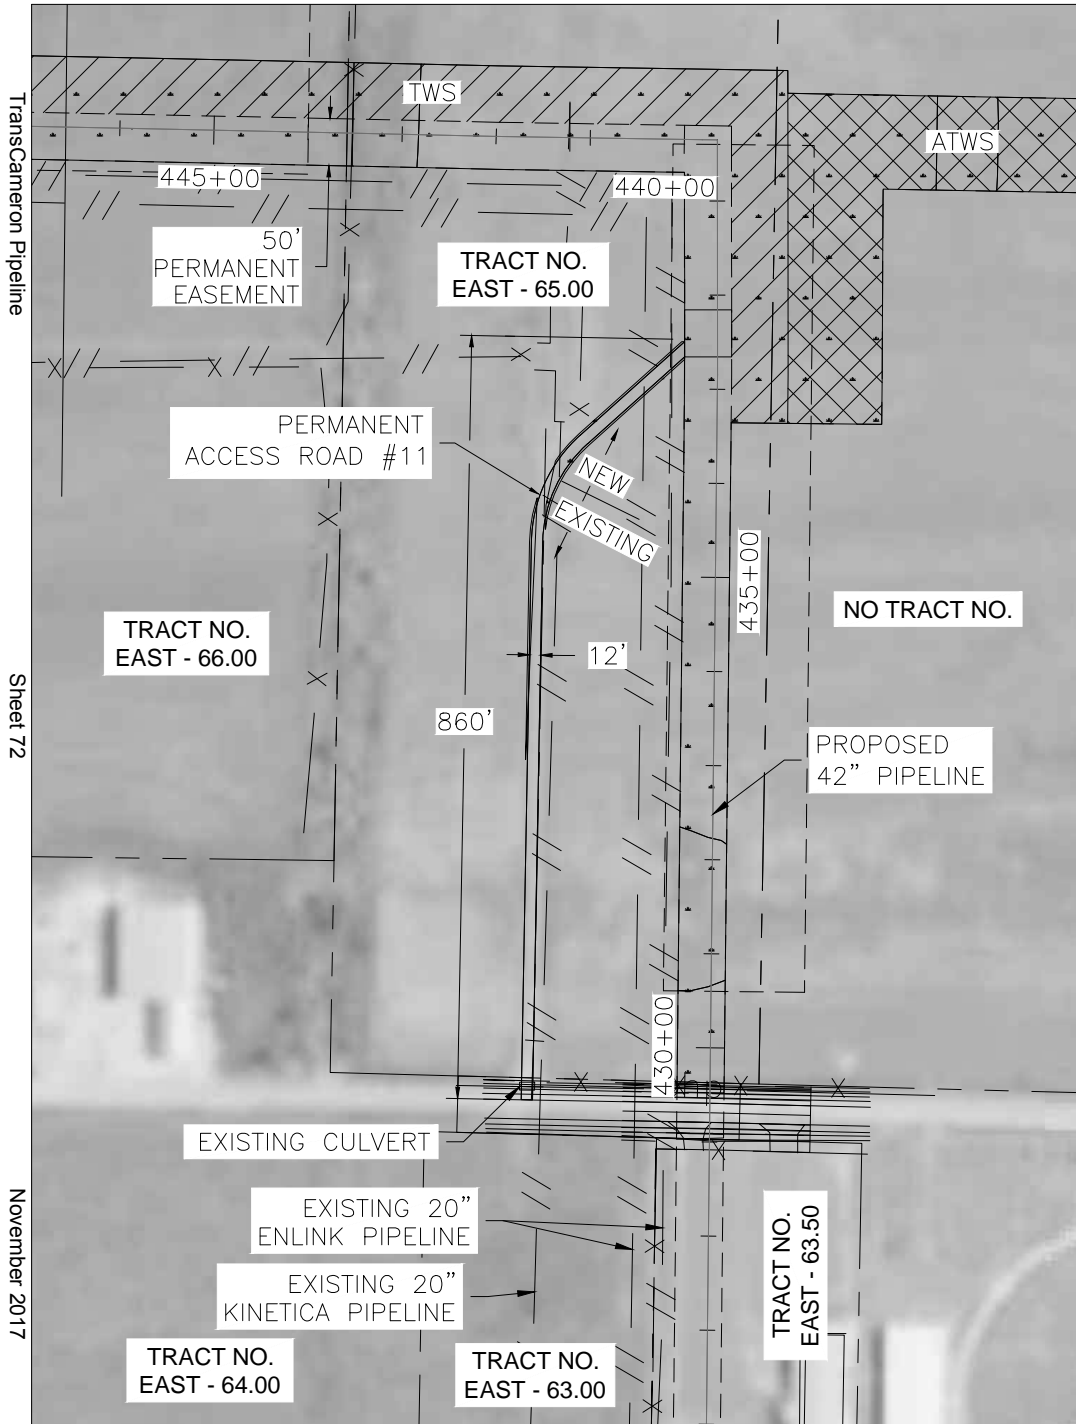 TransCameron Pipeline
Sheet 72
November 2017
TWS
ATWS
445+00
440+00
50'
PERMANENT
EASEMENT
TRACT NO.
EAST - 65.00
PERMANENT
ACCESS ROAD #11
NEW
EXISTING
435+00
NO TRACT NO.
TRACT NO.
EAST - 66.00
12'
860'
PROPOSED
42" PIPELINE
430+00
EXISTING CULVERT
EXISTING 20"
ENLINK PIPELINE
EXISTING 20"
KINETICA PIPELINE
TRACT NO.
EAST - 63.50
TRACT NO.
EAST - 64.00
TRACT NO.
EAST - 63.00